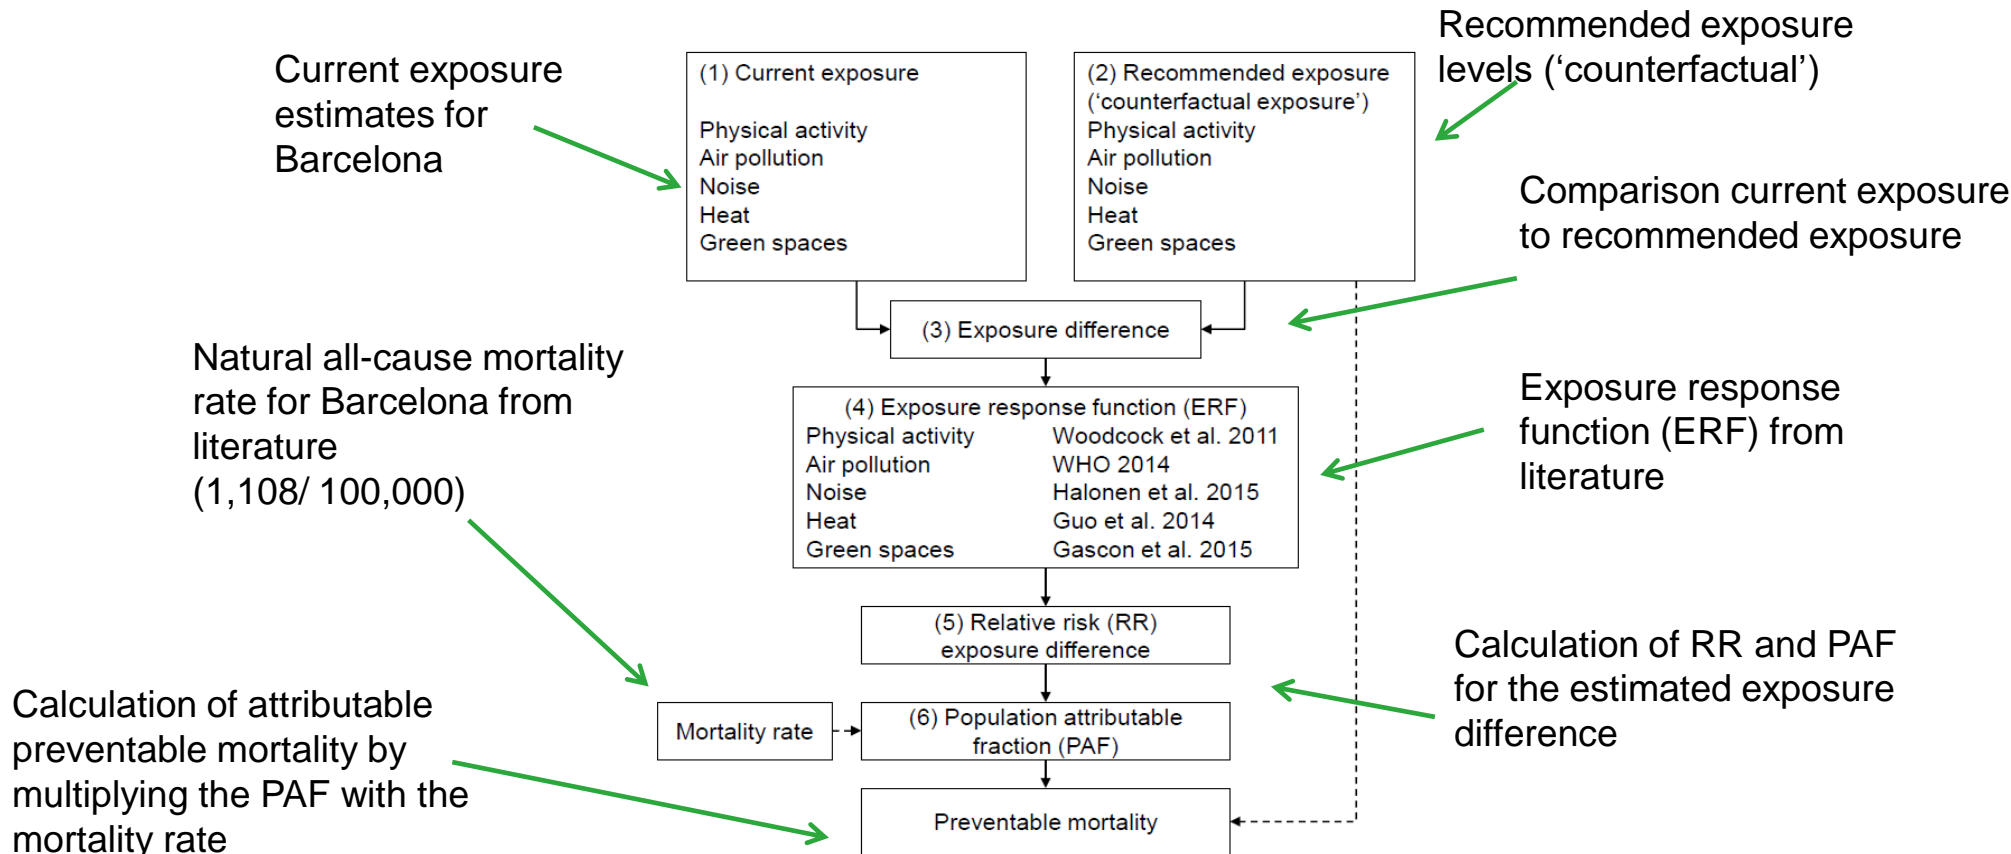 Current exposure
estimates for
Barcelona
(1) Current exposure
Physical activity
Air pollution
Noise
Heat
Green spaces
(2) Recommended exposure
(‘counterfactual exposure’)
Physical activity
Air pollution
Noise
Heat
Green spaces
Recommended exposure
levels (‘counterfactual’)
Comparison current exposure
to recommended exposure
(3) Exposure difference
Natural all-cause mortality
rate for Barcelona from
literature
(1,108/ 100,000)
(4) Exposure response function (ERF)
Physical activity Woodcock et al. 2011
Air pollution WHO 2014
Noise Halonen et al. 2015
Heat Guo et al. 2014
Green spaces Gascon et al. 2015
Exposure response
function (ERF) from
literature
(5) Relative risk (RR)
exposure difference
Calculation of RR and PAF
for the estimated exposure
difference
Mortality rate
(6) Population attributable
fraction (PAF)
Calculation of attributable
preventable mortality by
multiplying the PAF with the
mortality rate
Preventable mortality